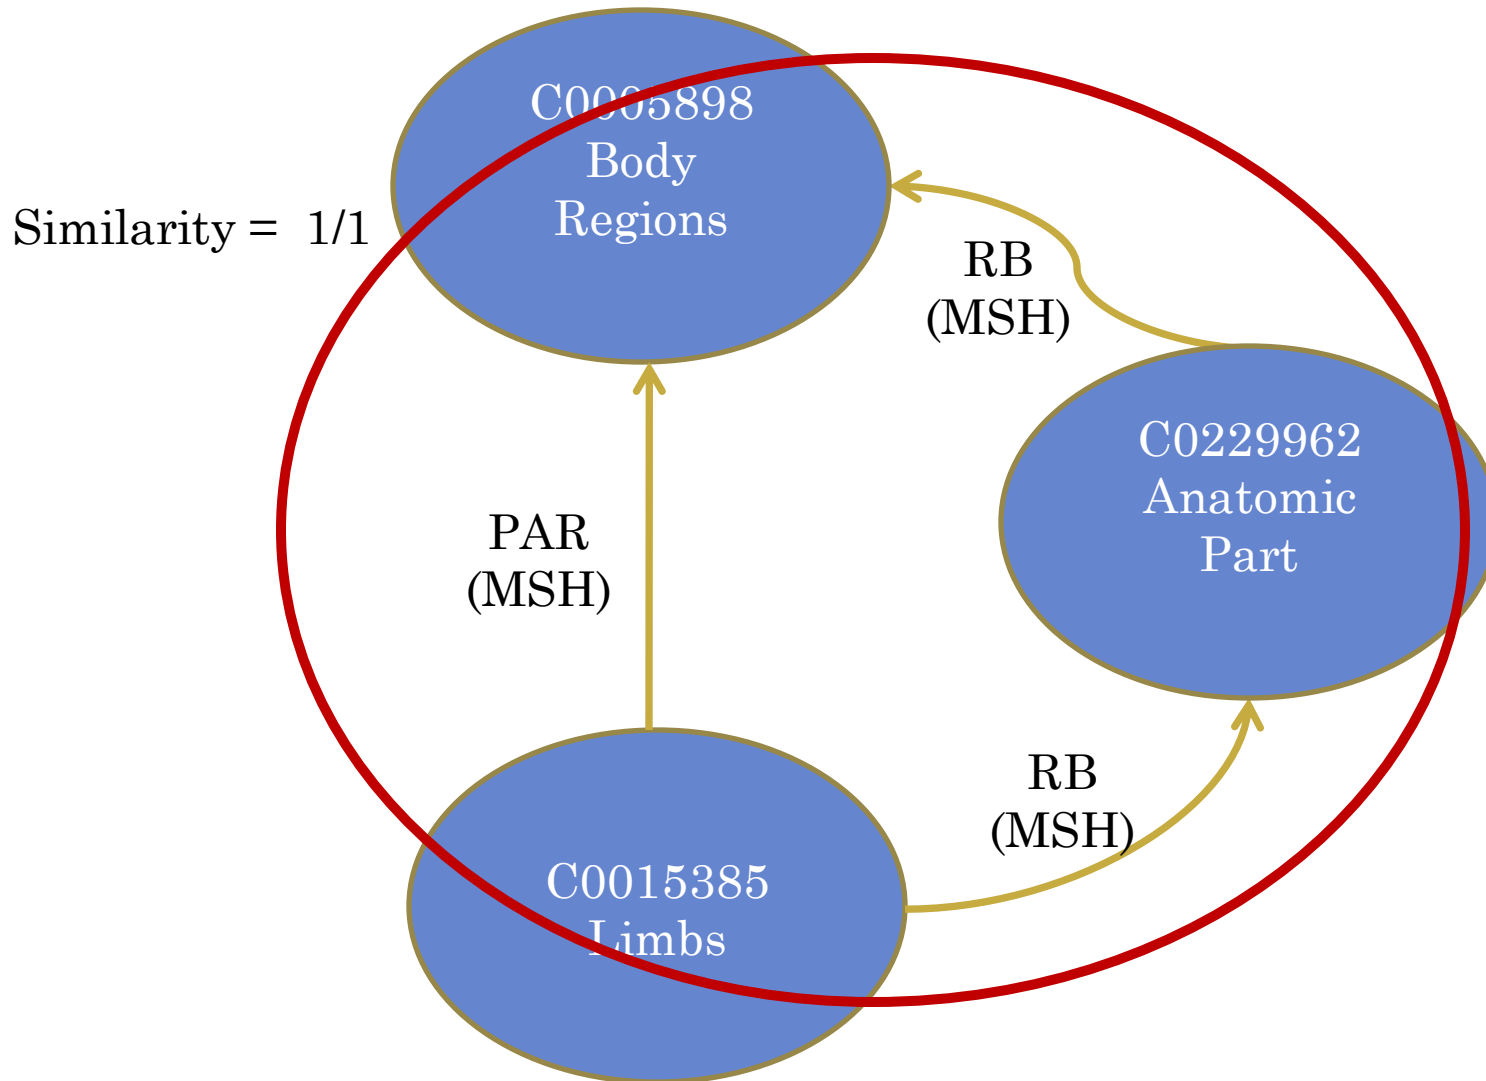 C0005898
Body
Regions
Similarity = 1/1
RB
(MSH)
C0229962
Anatomic
Part
PAR
(MSH)
RB
(MSH)
C0015385
Limbs